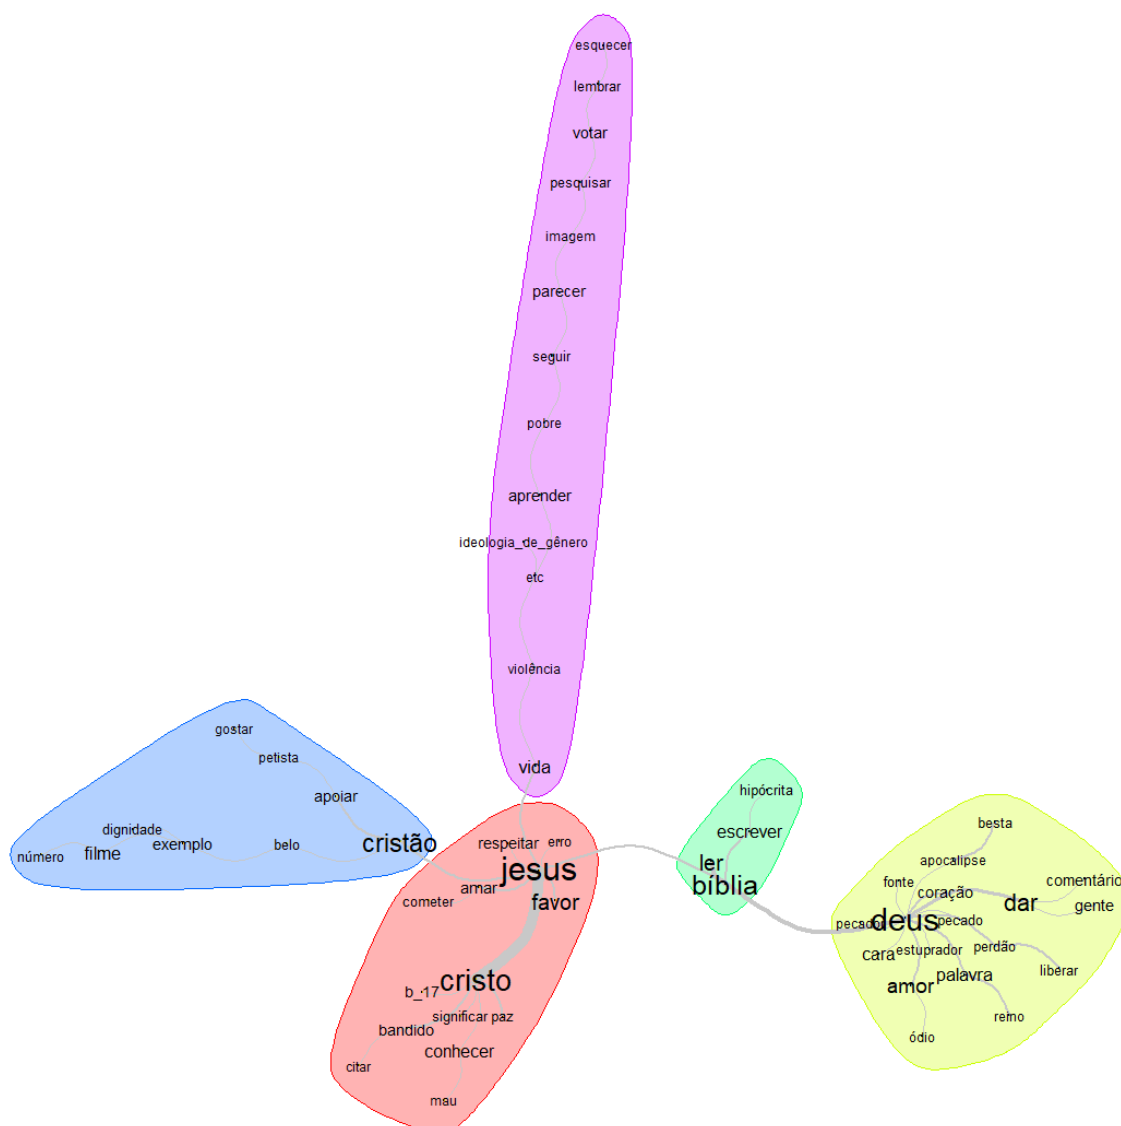 esquecer
lembrar
votar
pesquisar
imagem
parecer
seguir
pobre
aprender
ideologia_de_gênero
etc
violência
vida
gostar
petista
apoiar
cristão
dignidade
exemplo
belo
número
filme
respeitar
erro
jesus
amar
favor
cometer
cristo
b_17
significar paz
bandido
conhecer
citar
mau
hipócrita
escrever
ler
bíblia
besta
apocalipse
fonte
coração
comentário
dar
gente
pecador
deus
pecado
cara
estuprador
perdão
palavra
liberar
amor
ódio